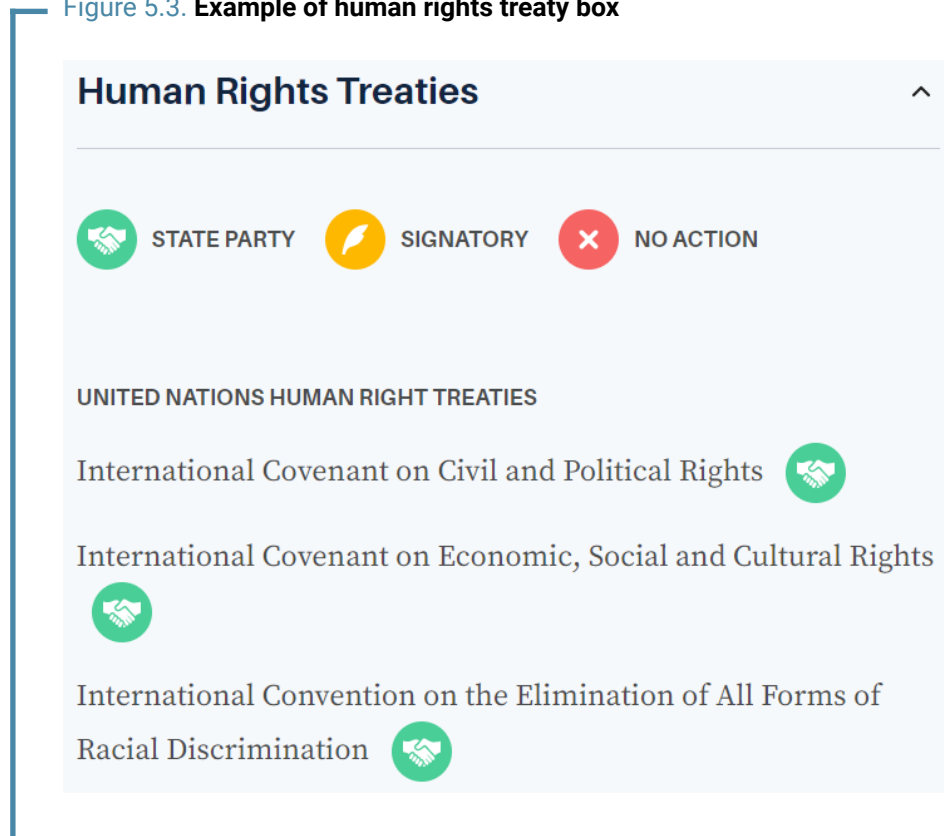 Figure 5.3. Example of human rights treaty box
Human Rights Treaties
STATE PARTY SIGNATORY NO ACTION
UNITED NATIONS HUMAN RIGHT TREATIES
International Covenant on Civil and Political Rights
International Covenant on Economic, Social and Cultural Rights
International Convention on the Elimination of All Forms of
Racial Discrimination